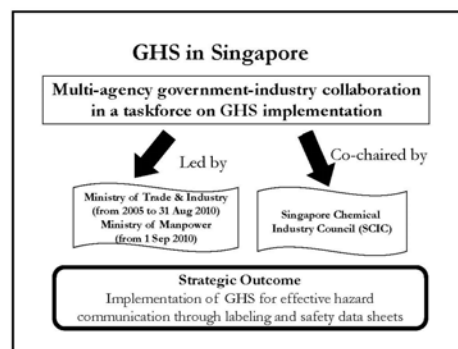 GHS in Singapore
Multi-agency government-industry collaboration
in a taskforce on GHS implementation
Led by
Co-chaired by
Ministry of Trade & Industry
(from 2005 to 31 Aug 2010)
Ministry of Manpower
(from 1 Sep 2010)
Singapore Chemical
Industry Council (SCIC)
Strategic Outcome
Implementation of GHS for effective hazard
communication through labeling and safety data sheets